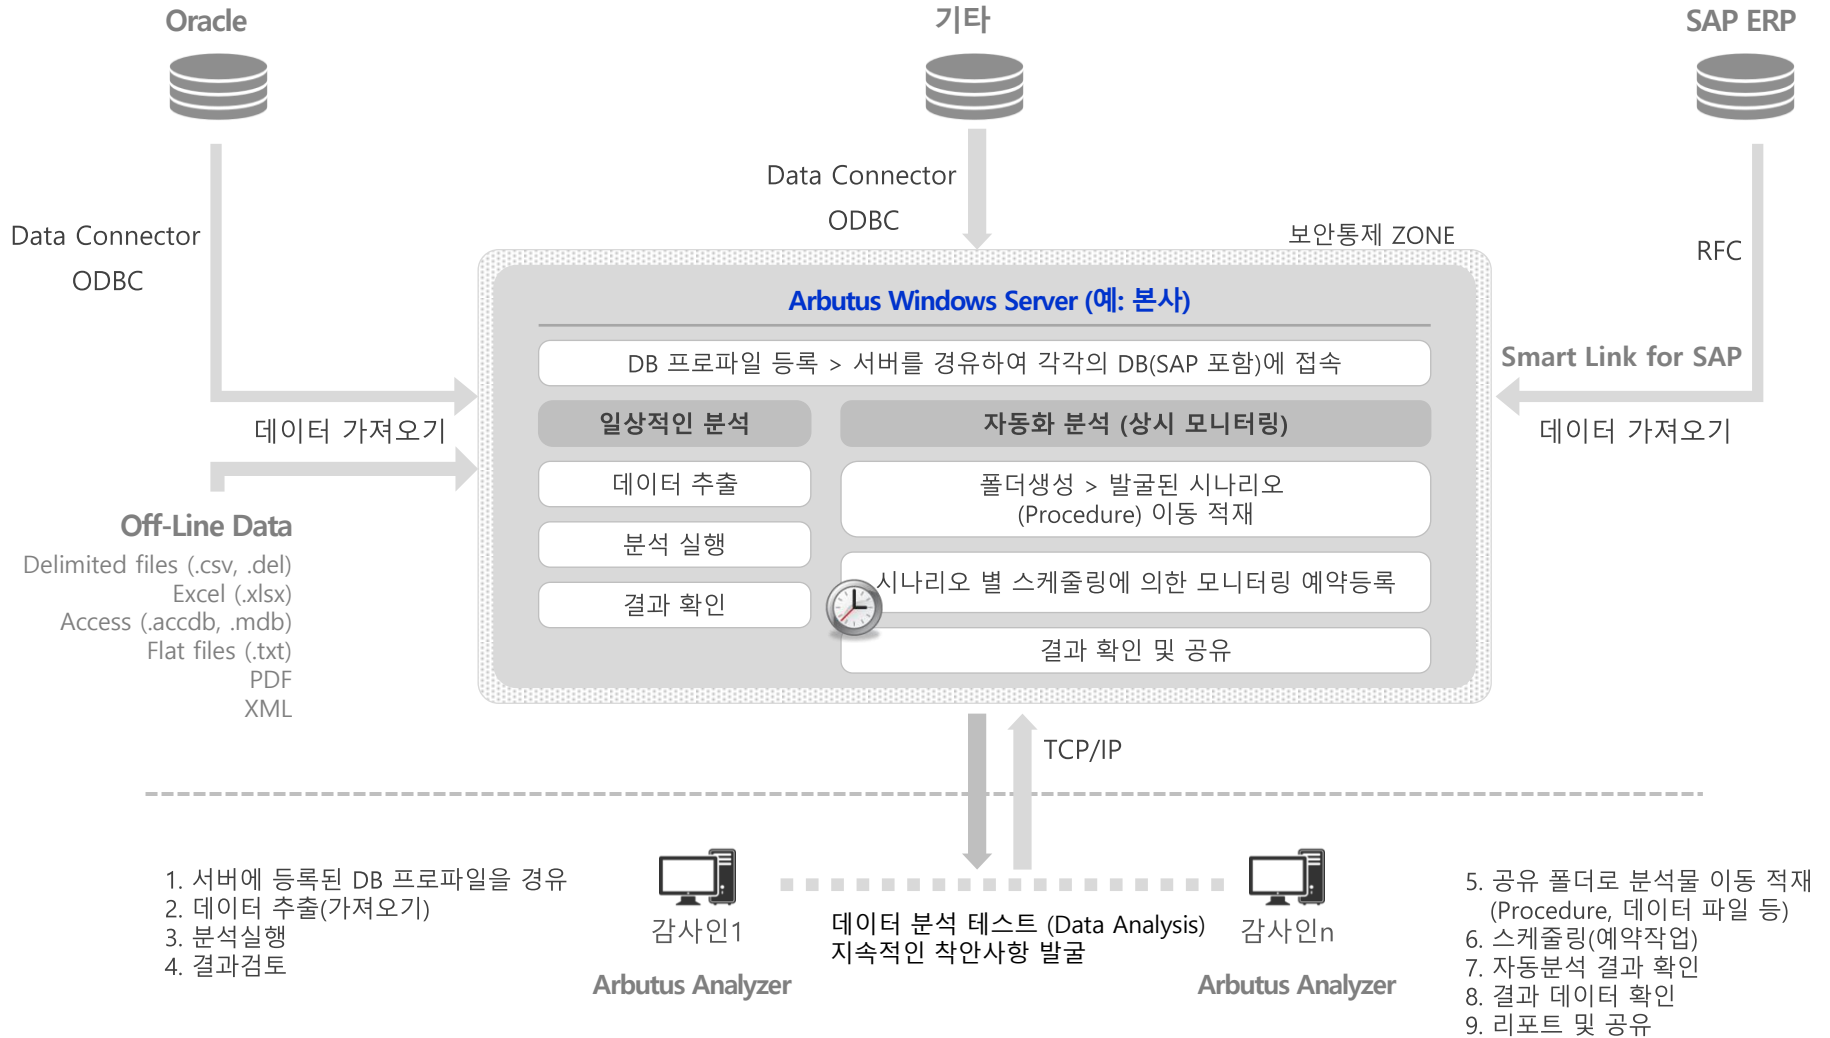 Oracle
기타
SAP ERP
Data Connector
ODBC
Data Connector
ODBC
RFC
보안통제 ZONE
Arbutus Windows Server (예: 본사)
DB 프로파일 등록 > 서버를 경유하여 각각의 DB(SAP 포함)에 접속
Smart Link for SAP
데이터 가져오기
데이터 가져오기
일상적인 분석
데이터 추출
분석 실행
결과 확인
자동화 분석 (상시 모니터링)
폴더생성 > 발굴된 시나리오
(Procedure) 이동 적재
시나리오 별 스케줄링에 의한 모니터링 예약등록
결과 확인 및 공유
Off-Line Data
Delimited files (.csv, .del)
Excel (.xlsx)
Access (.accdb, .mdb)
Flat files (.txt)
PDF
XML
TCP/IP
1. 서버에 등록된 DB 프로파일을 경유
2. 데이터 추출(가져오기)
3. 분석실행
4. 결과검토
감사인1
Arbutus Analyzer
데이터 분석 테스트 (Data Analysis)
지속적인 착안사항 발굴
감사인n
Arbutus Analyzer
5. 공유 폴더로 분석물 이동 적재
(Procedure, 데이터 파일 등)
6. 스케줄링(예약작업)
7. 자동분석 결과 확인
8. 결과 데이터 확인
9. 리포트 및 공유